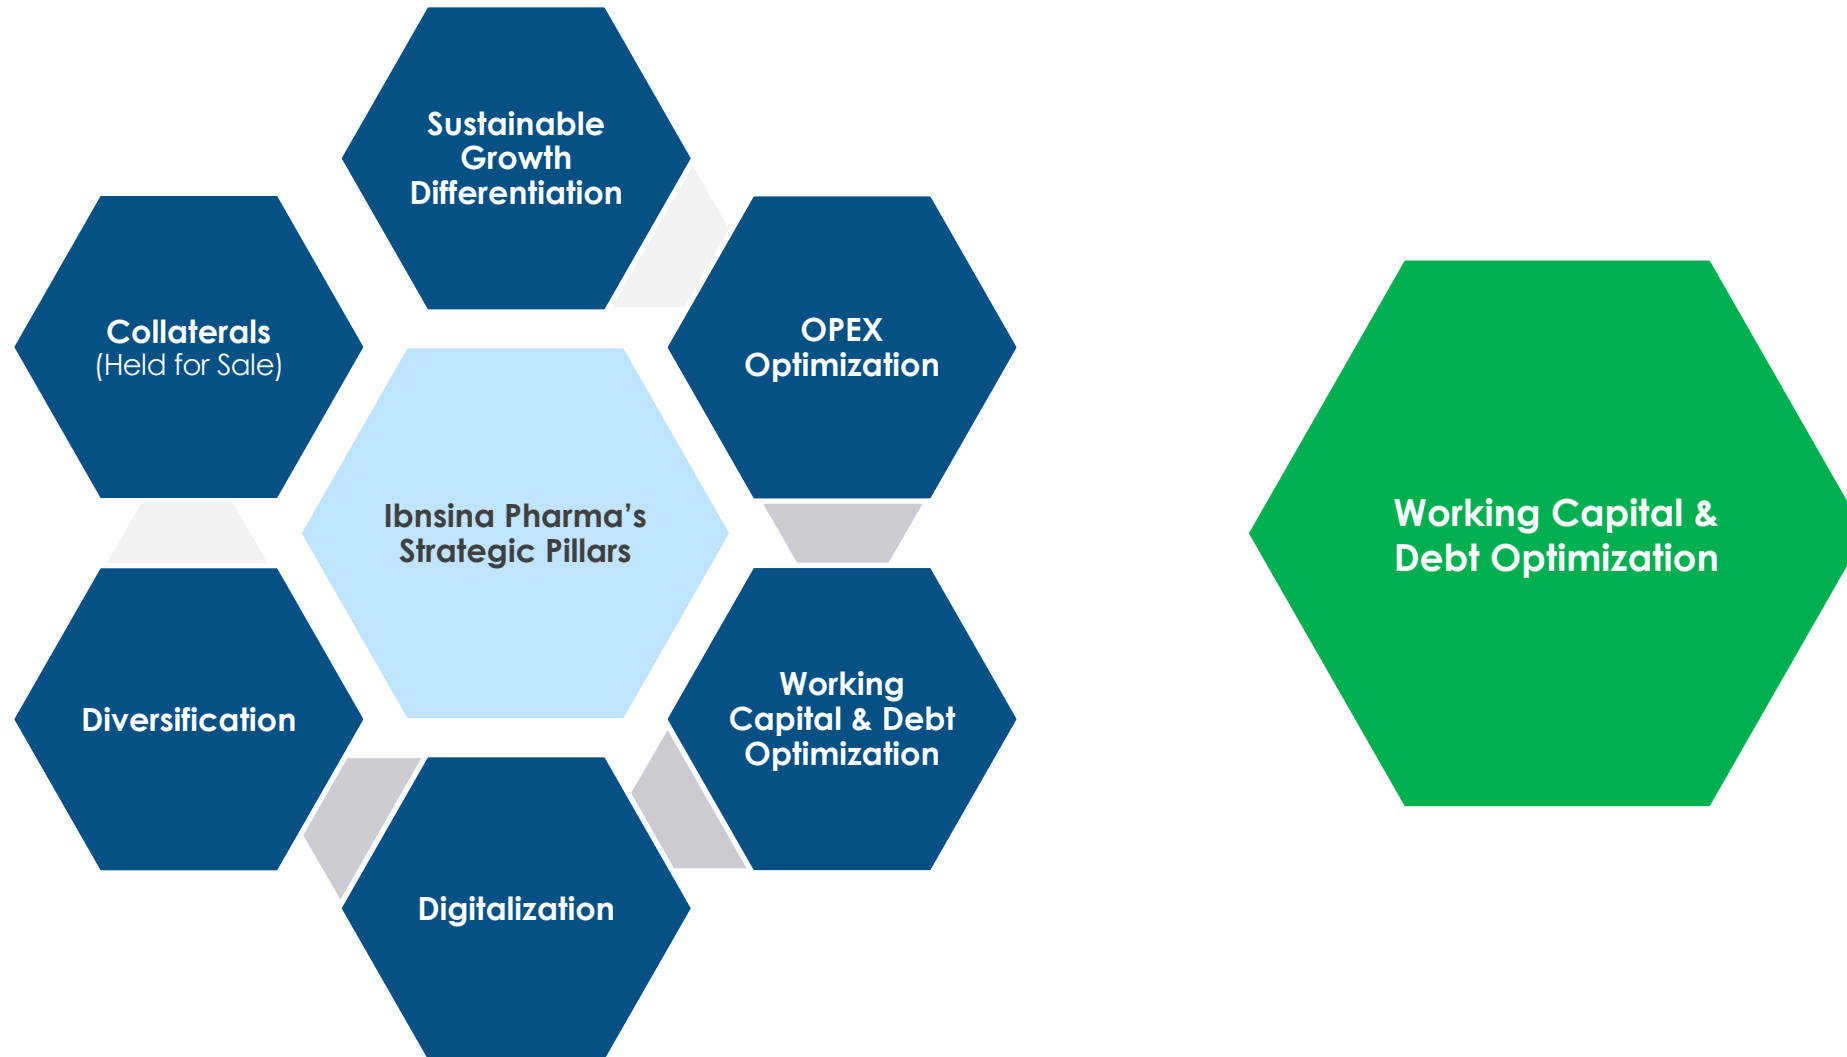 Sustainable
Growth
Differentiation
Collaterals
(Held for Sale)
OPEX
Optimization
Ibnsina Pharma’s
Strategic Pillars
Working Capital &
Debt Optimization
Diversification
Working
Capital & Debt
Optimization
Digitalization